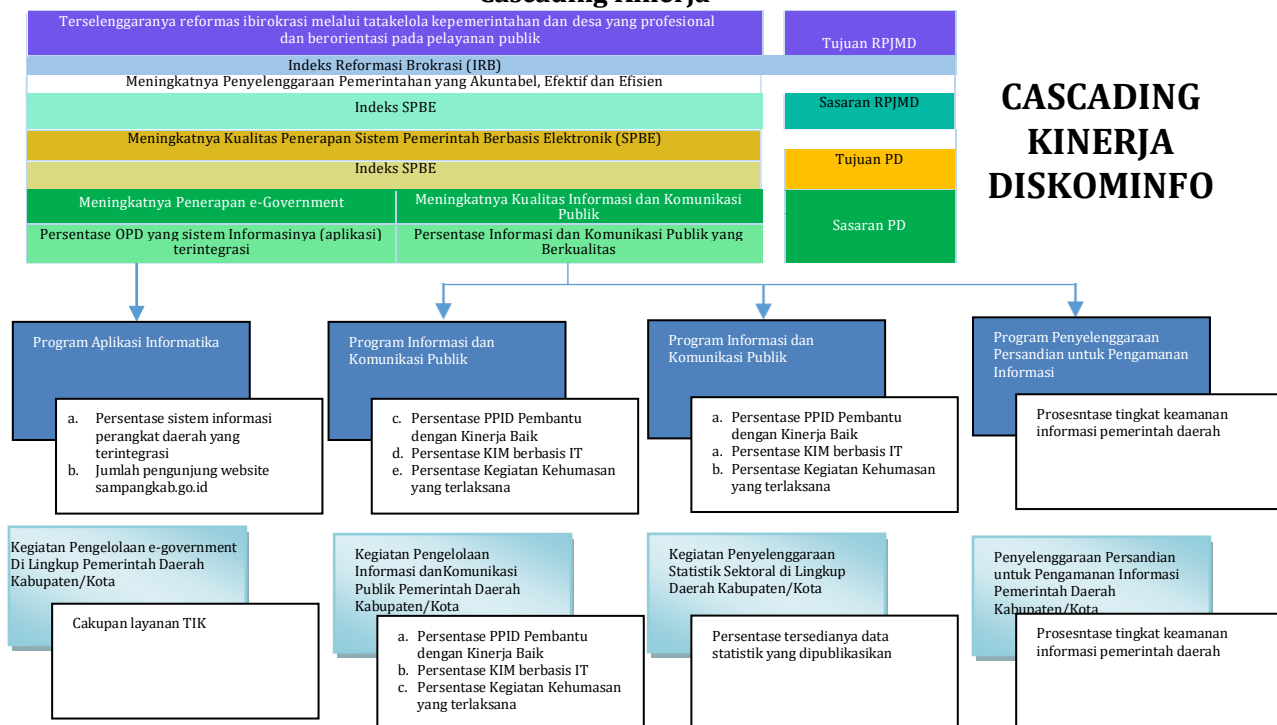 Cascading Kinerja
Terselenggaranya reformas ibirokrasi melalui tatakelola kepemerintahan dan desa yang profesional
dan berorientasi pada pelayanan publik
Tujuan RPJMD
Indeks Reformasi Brokrasi (IRB)
Meningkatnya Penyelenggaraan Pemerintahan yang Akuntabel, Efektif dan Efisien
Indeks SPBE
Sasaran RPJMD
Meningkatnya Kualitas Penerapan Sistem Pemerintah Berbasis Elektronik (SPBE)
Tujuan PD
Indeks SPBE
Meningkatnya Penerapan e-Government
Meningkatnya Kualitas Informasi dan Komunikasi
Publik
Sasaran PD
Persentase OPD yang sistem Informasinya (aplikasi)
terintegrasi
Persentase Informasi dan Komunikasi Publik yang
Berkualitas
CASCADING
KINERJA
DISKOMINFO
Program Aplikasi Informatika
a. Persentase sistem informasi
perangkat daerah yang
terintegrasi
b. Jumlah pengunjung website
sampangkab.go.id
Program Informasi dan
Komunikasi Publik
c. Persentase PPID Pembantu
dengan Kinerja Baik
d. Persentase KIM berbasis IT
e. Persentase Kegiatan Kehumasan
yang terlaksana
Program Informasi dan
Komunikasi Publik
a. Persentase PPID Pembantu
dengan Kinerja Baik
a. Persentase KIM berbasis IT
b. Persentase Kegiatan Kehumasan
yang terlaksana
Program Penyelenggaraan
Persandian untuk Pengamanan
Informasi
Prosesntase tingkat keamanan
informasi pemerintah daerah
Kegiatan Pengelolaan e-government
Di Lingkup Pemerintah Daerah
Kabupaten/Kota
Cakupan layanan TIK
Kegiatan Pengelolaan
Informasi danKomunikasi
Publik Pemerintah Daerah
Kabupaten/Kota
a. Persentase PPID Pembantu
dengan Kinerja Baik
b. Persentase KIM berbasis IT
c. Persentase Kegiatan Kehumasan
yang terlaksana
Kegiatan Penyelenggaraan
Statistik Sektoral di Lingkup
Daerah Kabupaten/Kota
Persentase tersedianya data
statistik yang dipublikasikan
Penyelenggaraan Persandian
untuk Pengamanan Informasi
Pemerintah Daerah
Kabupaten/Kota
Prosesntase tingkat keamanan
informasi pemerintah daerah